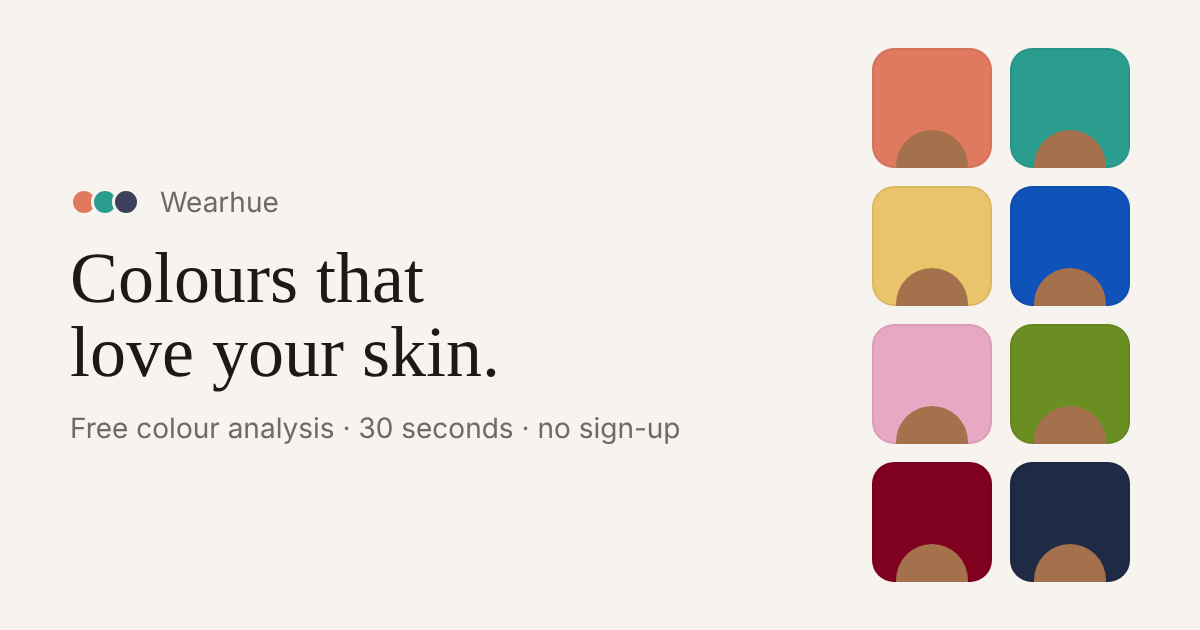 Wearhue
Colours that
love your skin.
Free colour analysis · 30 seconds · no sign-up